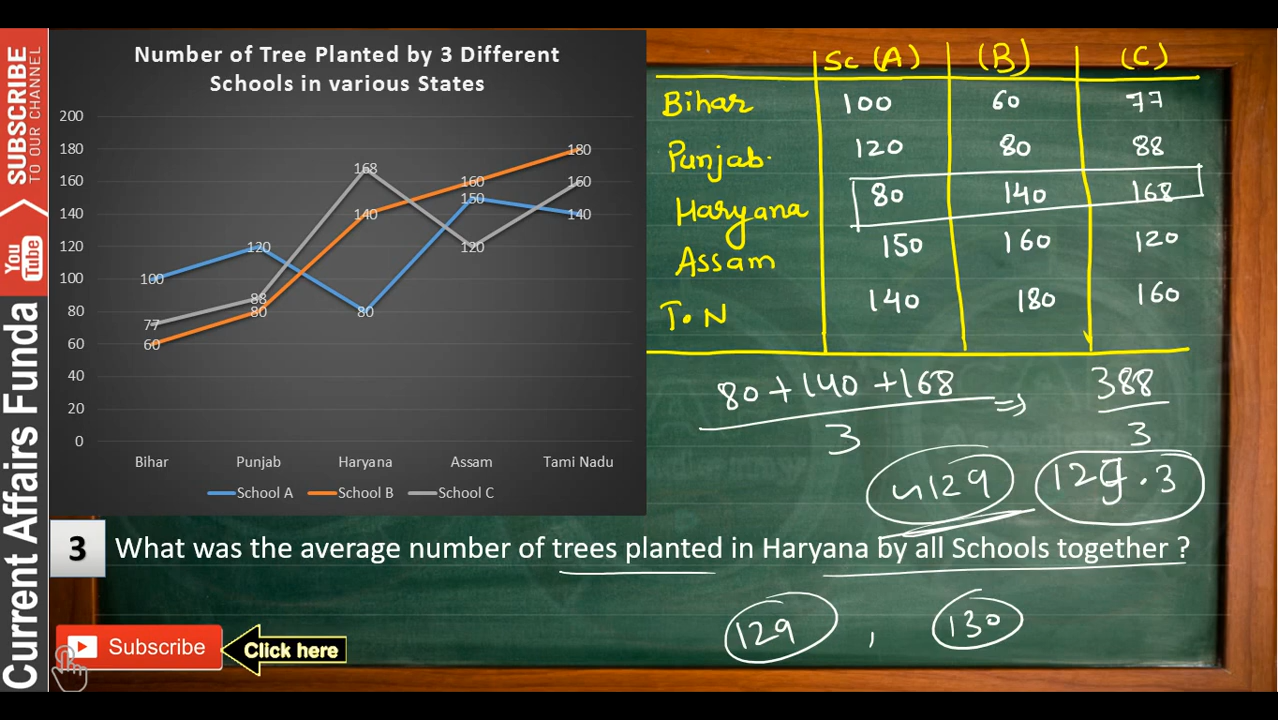 SUBSCRIBE
TO OUR CHANNEL
You
Tube
Current Affairs Funda
Number of Tree Planted by 3 Different
Schools in various States
200
180
160
140
120
100
80
60
40
20
0
100
120
80
150
140
60
80
140
160
180
77
88
168
120
160
Bihar Punjab Haryana Assam Tami Nadu
School A School B School C
Sc (A) (B) (C)
Bihar 100 60 77
Punjab. 120 80 88
Haryana 80 140 168
Assam 150 160 120
T.N 140 180 160
80 + 140 + 168 ⇒ 388
3 3
~129 129.3
3 What was the average number of trees planted in Haryana by all Schools together ?
129 , 130
Subscribe Click here